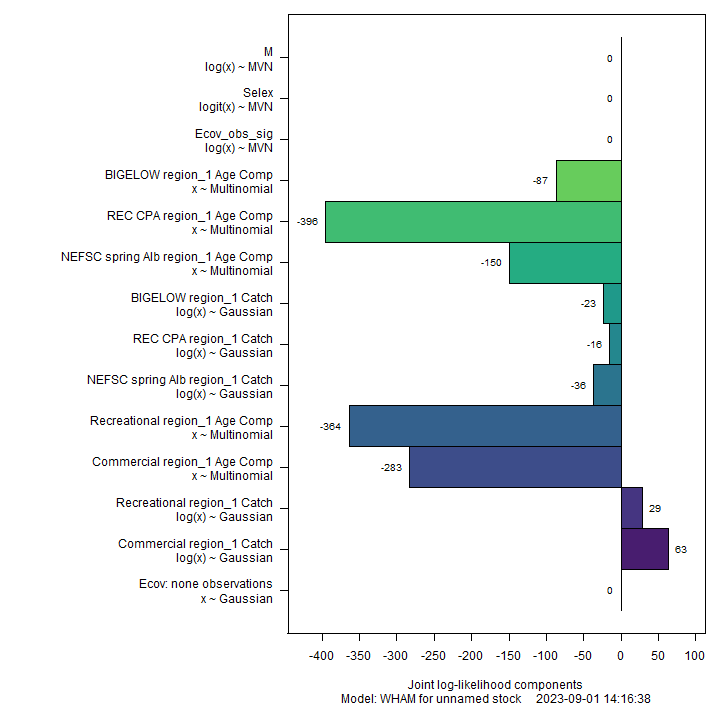 M
log(x) ~ MVN
0
Selex
logit(x) ~ MVN
0
Ecov_obs_sig
log(x) ~ MVN
0
BIGELOW region_1 Age Comp
x ~ Multinomial
-87
REC CPA region_1 Age Comp
x ~ Multinomial
-396
NEFSC spring Alb region_1 Age Comp
x ~ Multinomial
-150
BIGELOW region_1 Catch
log(x) ~ Gaussian
-23
REC CPA region_1 Catch
log(x) ~ Gaussian
-16
NEFSC spring Alb region_1 Catch
log(x) ~ Gaussian
-36
Recreational region_1 Age Comp
x ~ Multinomial
-364
Commercial region_1 Age Comp
x ~ Multinomial
-283
Recreational region_1 Catch
log(x) ~ Gaussian
29
Commercial region_1 Catch
log(x) ~ Gaussian
63
Ecov: none observations
x ~ Gaussian
0
-400 -350 -300 -250 -200 -150 -100 -50 0 50 100
Joint log-likelihood components
Model: WHAM for unnamed stock 2023-09-01 14:16:38